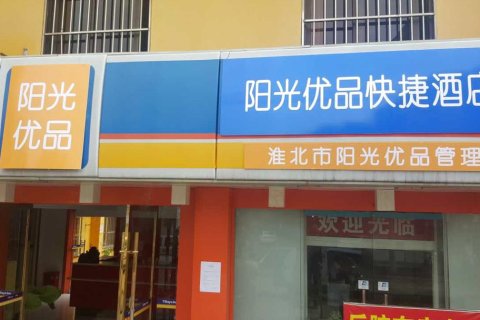 阳光
优品
阳光优品快捷酒店
淮北市阳光优品管理
欢迎光临